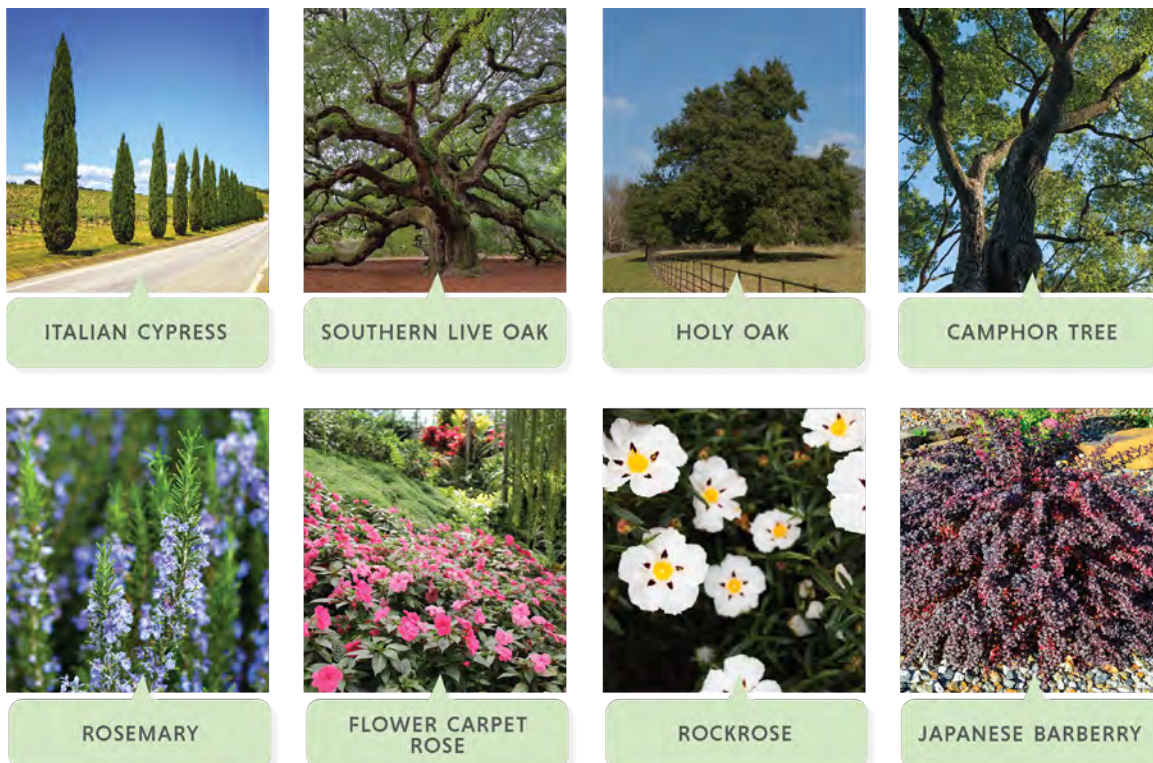 ITALIAN CYPRESS
SOUTHERN LIVE OAK
HOLY OAK
CAMPHOR TREE
ROSEMARY
FLOWER CARPET
ROSE
ROCKROSE
JAPANESE BARBERRY